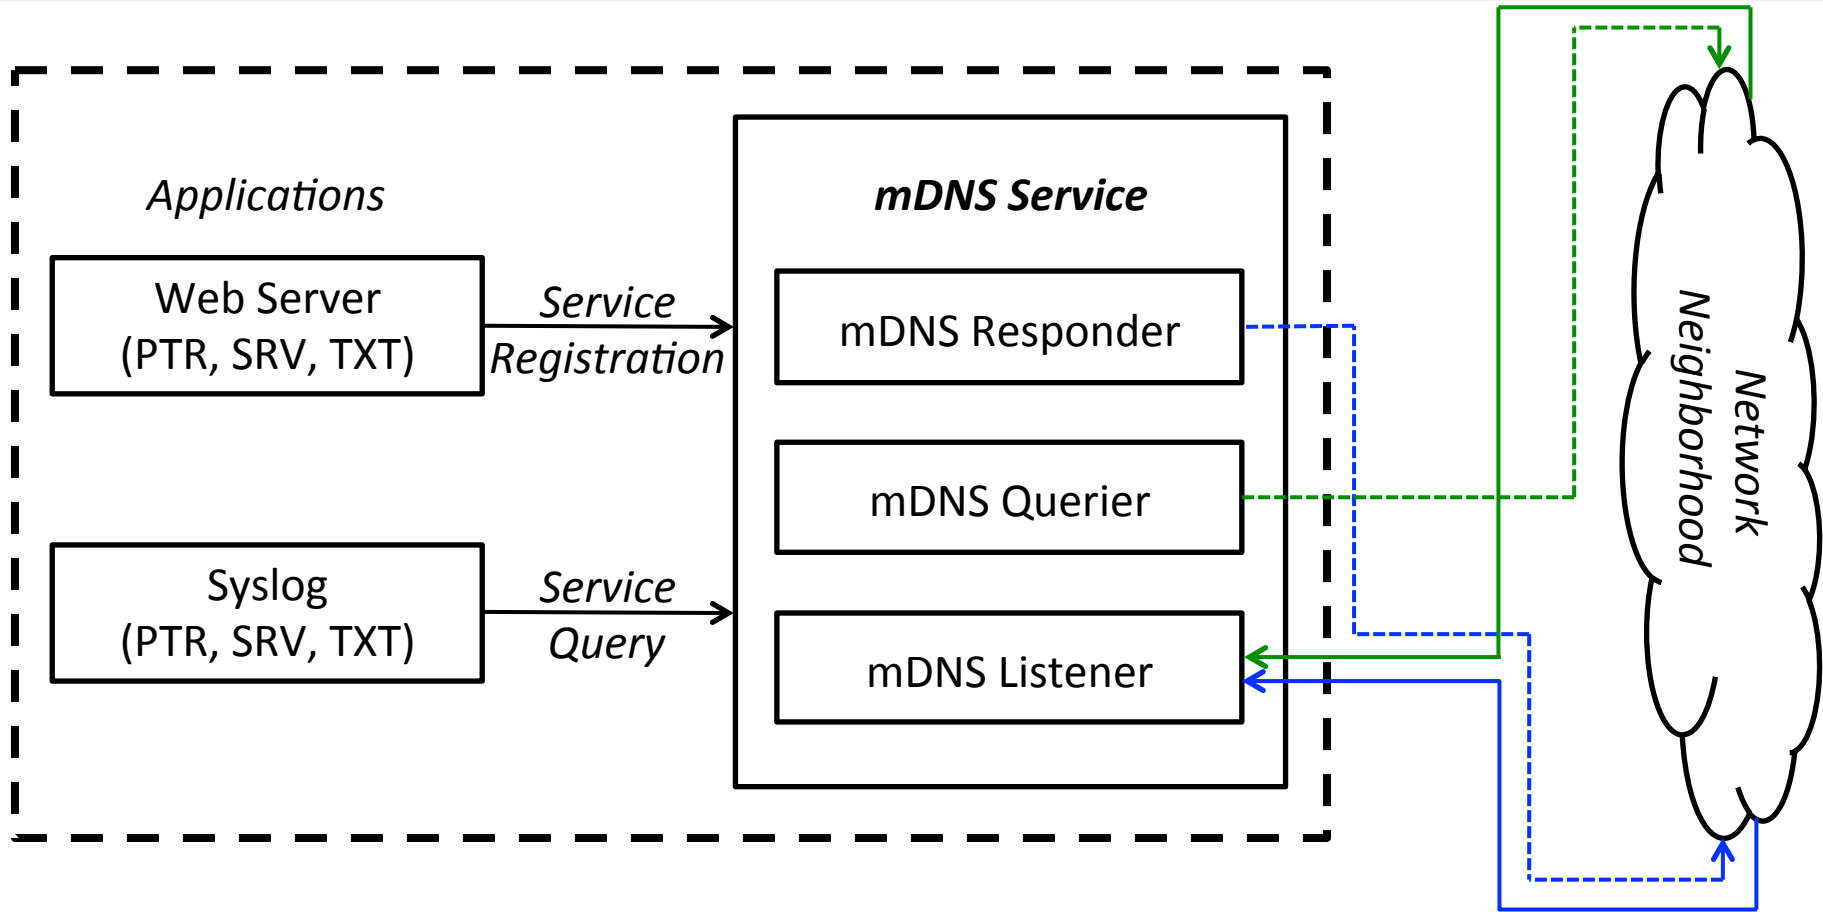 Applications
Web Server
(PTR, SRV, TXT)
Service
Registration
Syslog
(PTR, SRV, TXT)
Service
Query
mDNS Service
mDNS Responder
mDNS Querier
mDNS Listener
Network
Neighborhood